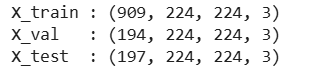 X_train : (909, 224, 224, 3)
X_val   : (194, 224, 224, 3)
X_test  : (197, 224, 224, 3)